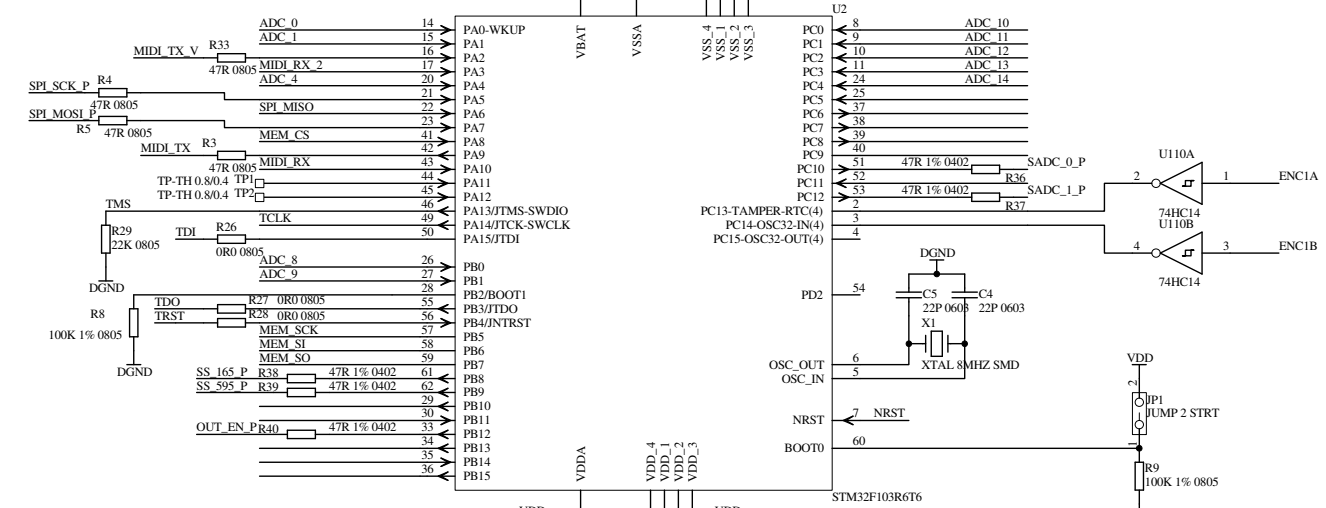 U2
ADC_0 14 PA0-WKUP VBAT VSSA VSS_4 VSS_1 VSS_2 VSS_3 PC0 8 ADC_10
ADC_1 15 PA1 PC1 9 ADC_11
MIDI_TX_V R33 47R 0805 16 PA2 PC2 10 ADC_12
MIDI_RX_2 17 PA3 PC3 11 ADC_13
ADC_4 20 PA4 PC4 24 ADC_14
SPI_SCK_P R4 47R 0805 21 PA5 PC5 25
SPI_MISO 22 PA6 PC6 37
SPI_MOSI_P R5 47R 0805 23 PA7 PC7 38
MEM_CS 41 PA8 PC8 39
MIDI_TX R3 47R 0805 42 PA9 PC9 40
MIDI_RX 43 PA10 PC10 51 47R 1% 0402 R36 SADC_0_P
TP-TH 0.8/0.4 TP1 44 PA11 PC11 52
TP-TH 0.8/0.4 TP2 45 PA12 PC12 53 47R 1% 0402 R37 SADC_1_P
TMS 46 PA13/JTMS-SWDIO PC13-TAMPER-RTC(4) 2
TCLK 49 PA14/JTCK-SWCLK PC14-OSC32-IN(4) 3
TDI R26 0R0 0805 50 PA15/JTDI PC15-OSC32-OUT(4) 4
R29
22K 0805
DGND
U110A
2 1 ENC1A
74HC14
U110B
4 3 ENC1B
74HC14
ADC_8 26 PB0
ADC_9 27 PB1
28 PB2/BOOT1 PD2 54
TDO R27 0R0 0805 55 PB3/JTDO
TRST R28 0R0 0805 56 PB4/JNTRST
MEM_SCK 57 PB5
MEM_SI 58 PB6
MEM_SO 59 PB7 OSC_OUT 6
SS_165_P R38 47R 1% 0402 61 PB8 OSC_IN 5
SS_595_P R39 47R 1% 0402 62 PB9
29 PB10
30 PB11 NRST 7 NRST
OUT_EN_P R40 47R 1% 0402 33 PB12
34 PB13 BOOT0 60
35 PB14
36 PB15
R8
100K 1% 0805
DGND
DGND
C5
22P 0603
C4
22P 0603
X1
XTAL 8MHZ SMD
VDD
2
JP1
JUMP 2 STRT
1
R9
100K 1% 0805
VDDA VDD_4 VDD_1 VDD_2 VDD_3
STM32F103R6T6
VDD VDD